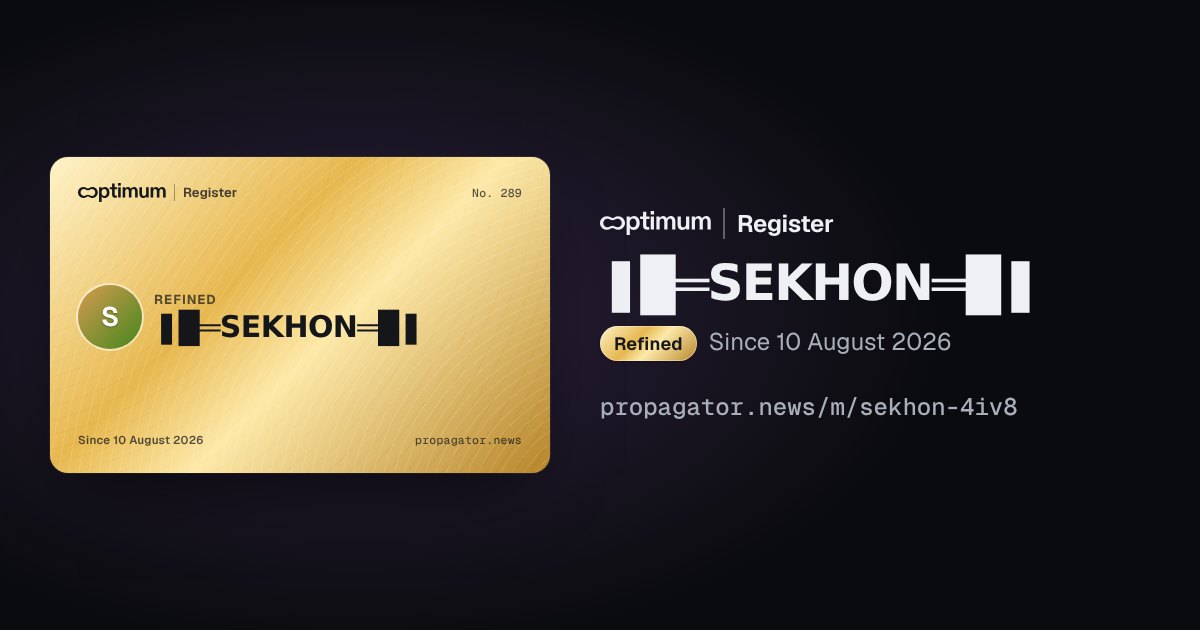 optimum | Register
No. 289
S
REFINED
▐▐█═SEKHON═█▐
Since 10 August 2026
propagator.news
optimum | Register
▐▐█═SEKHON═█▐
Refined
Since 10 August 2026
propagator.news/m/sekhon-4iv8